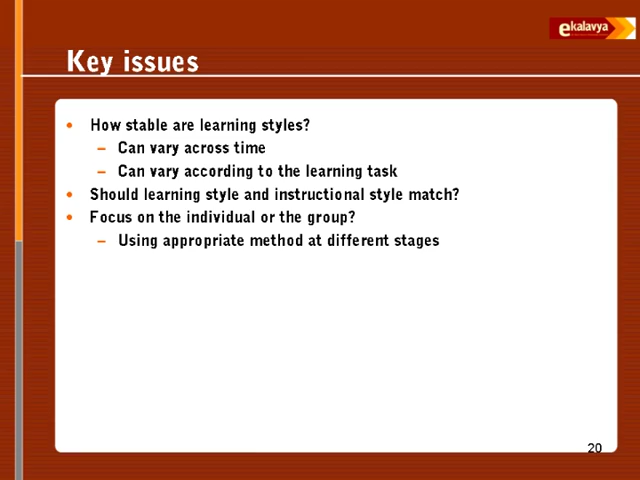 ekalavya
Key issues
• How stable are learning styles?
– Can vary across time
– Can vary according to the learning task
• Should learning style and instructional style match?
• Focus on the individual or the group?
– Using appropriate method at different stages
20